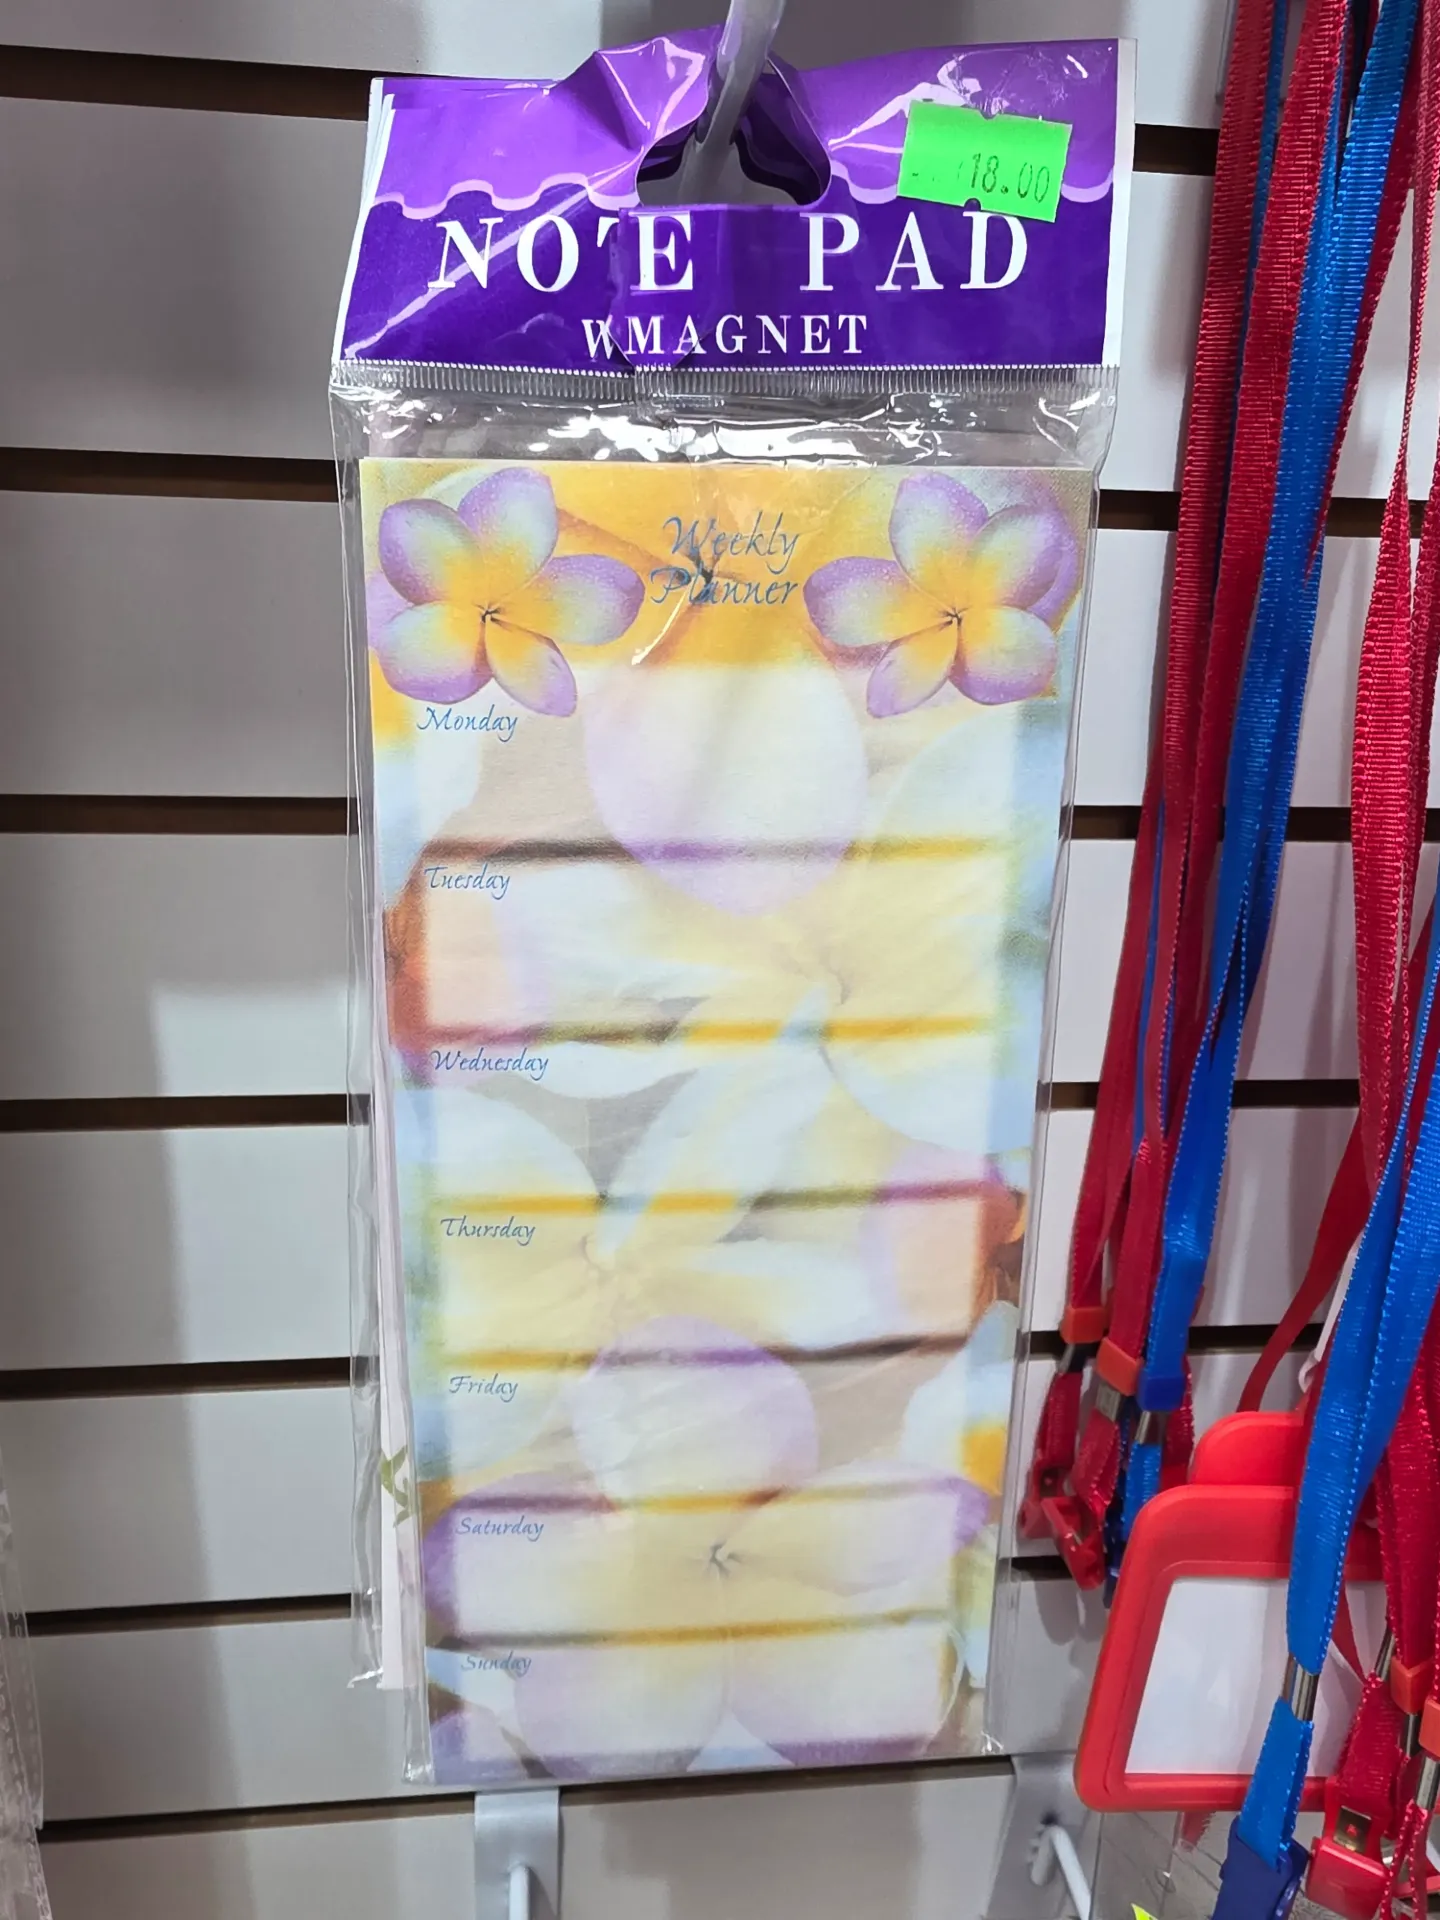 18.00
NOTE PAD
W/MAGNET
Weekly
Planner
Monday
Tuesday
Wednesday
Thursday
Friday
Saturday
Sunday